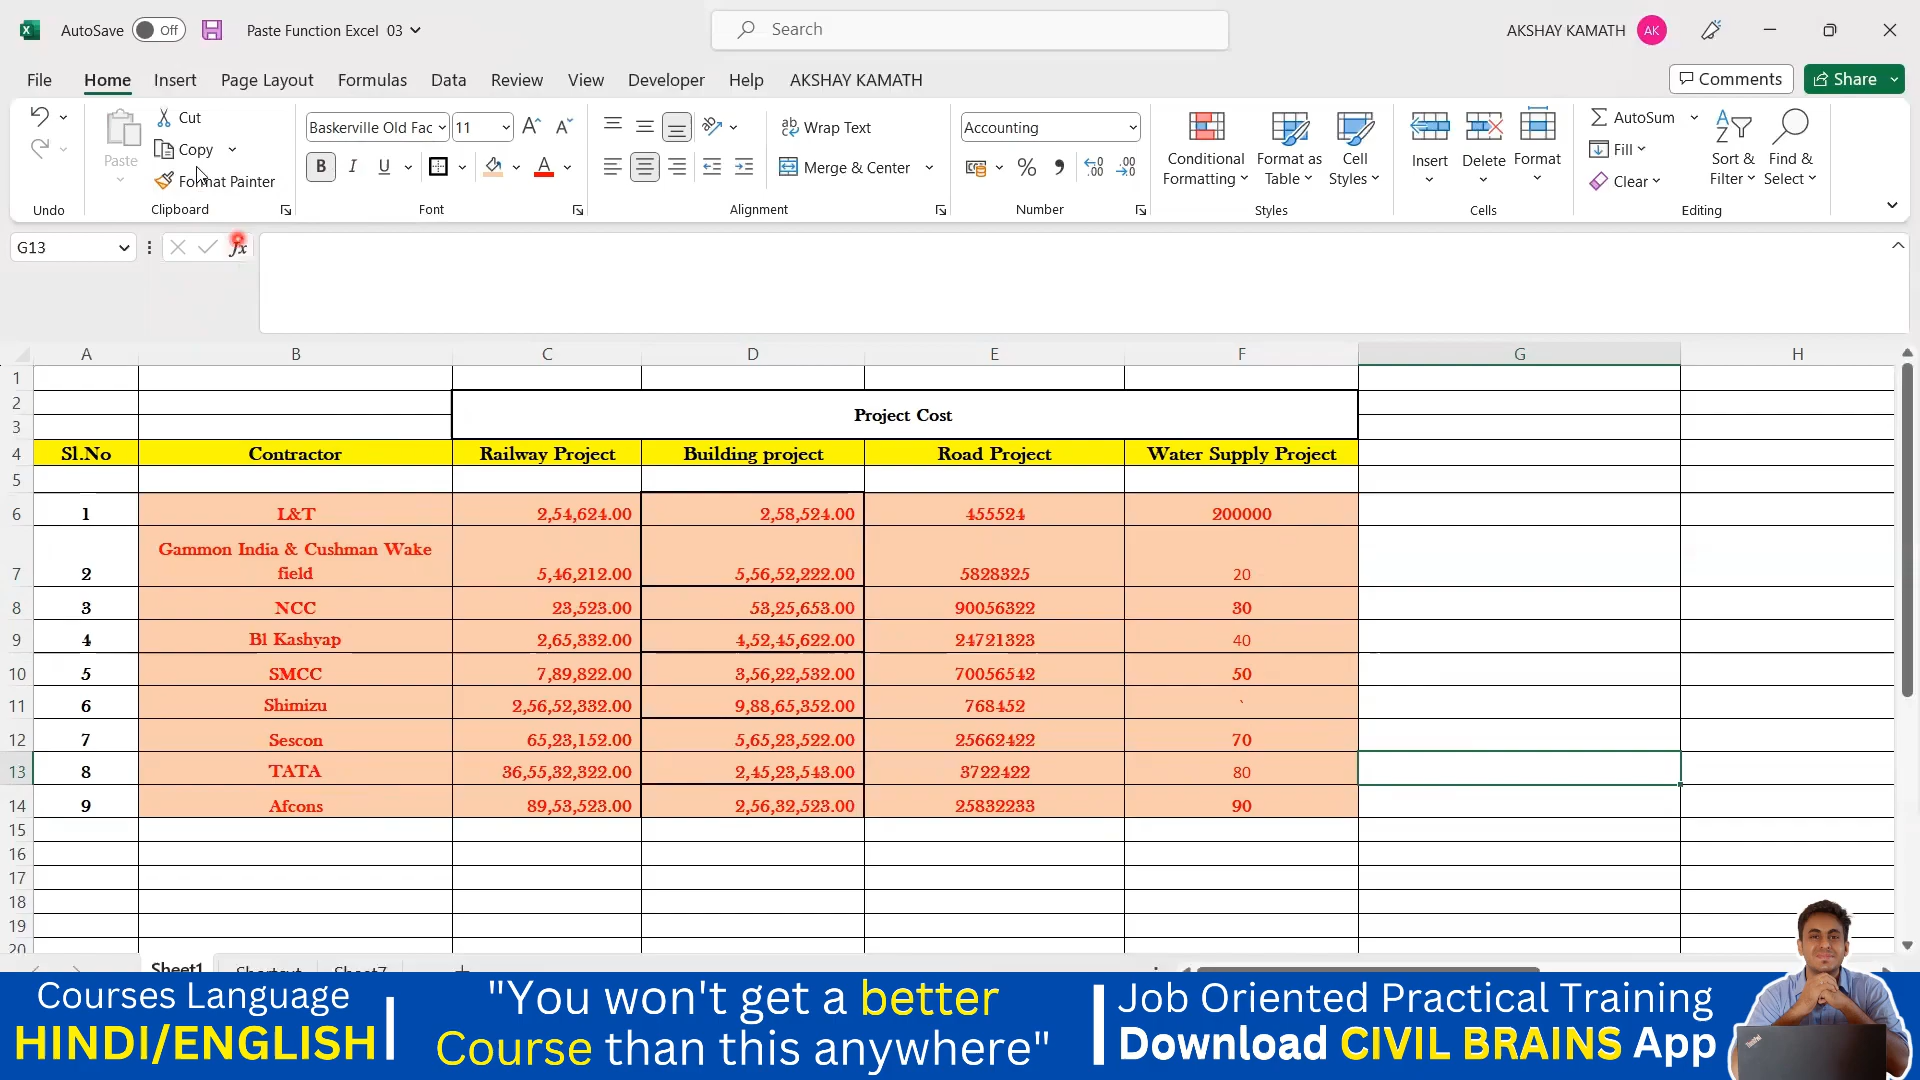 AutoSave Off Paste Function Excel 03 Search AKSHAY KAMATH AK
File Home Insert Page Layout Formulas Data Review View Developer Help AKSHAY KAMATH Comments Share
Paste Cut Copy Format Painter
Baskerville Old Fac 11
B I U A
Wrap Text
Merge & Center
Accounting
Conditional Formatting Format as Table Cell Styles
Insert Delete Format
AutoSum
Fill
Clear
Sort & Filter Find & Select
Undo Clipboard Font Alignment Number Styles Cells Editing
G13 fx
A B C D E F G H
1
2 Project Cost
3
4 Sl.No Contractor Railway Project Building project Road Project Water Supply Project
5
6 1 L&T 2,54,624.00 2,58,524.00 455524 200000
7 2 Gammon India & Cushman Wake field 5,46,212.00 5,56,52,222.00 5828325 20
8 3 NCC 23,523.00 53,25,653.00 90056322 30
9 4 Bl Kashyap 2,65,332.00 4,52,45,622.00 24721323 40
10 5 SMCC 7,89,822.00 3,56,22,532.00 70056542 50
11 6 Shimizu 2,56,52,332.00 9,88,65,352.00 768452 `
12 7 Sescon 65,23,152.00 5,65,23,522.00 25662422 70
13 8 TATA 36,55,32,322.00 2,45,23,543.00 3722422 80
14 9 Afcons 89,53,523.00 2,56,32,523.00 25832233 90
15
16
17
18
19
20
Sheet1 Shortcut Sheet7
Courses Language
HINDI/ENGLISH
"You won't get a better
Course than this anywhere"
Job Oriented Practical Training
Download CIVIL BRAINS App